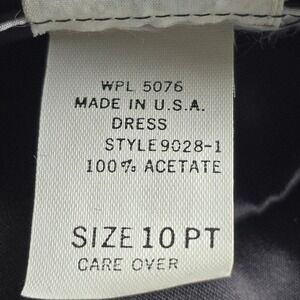 WPL 5076
MADE IN U.S.A.
DRESS
STYLE 9028-1
100% ACETATE
SIZE 10 PT
CARE OVER